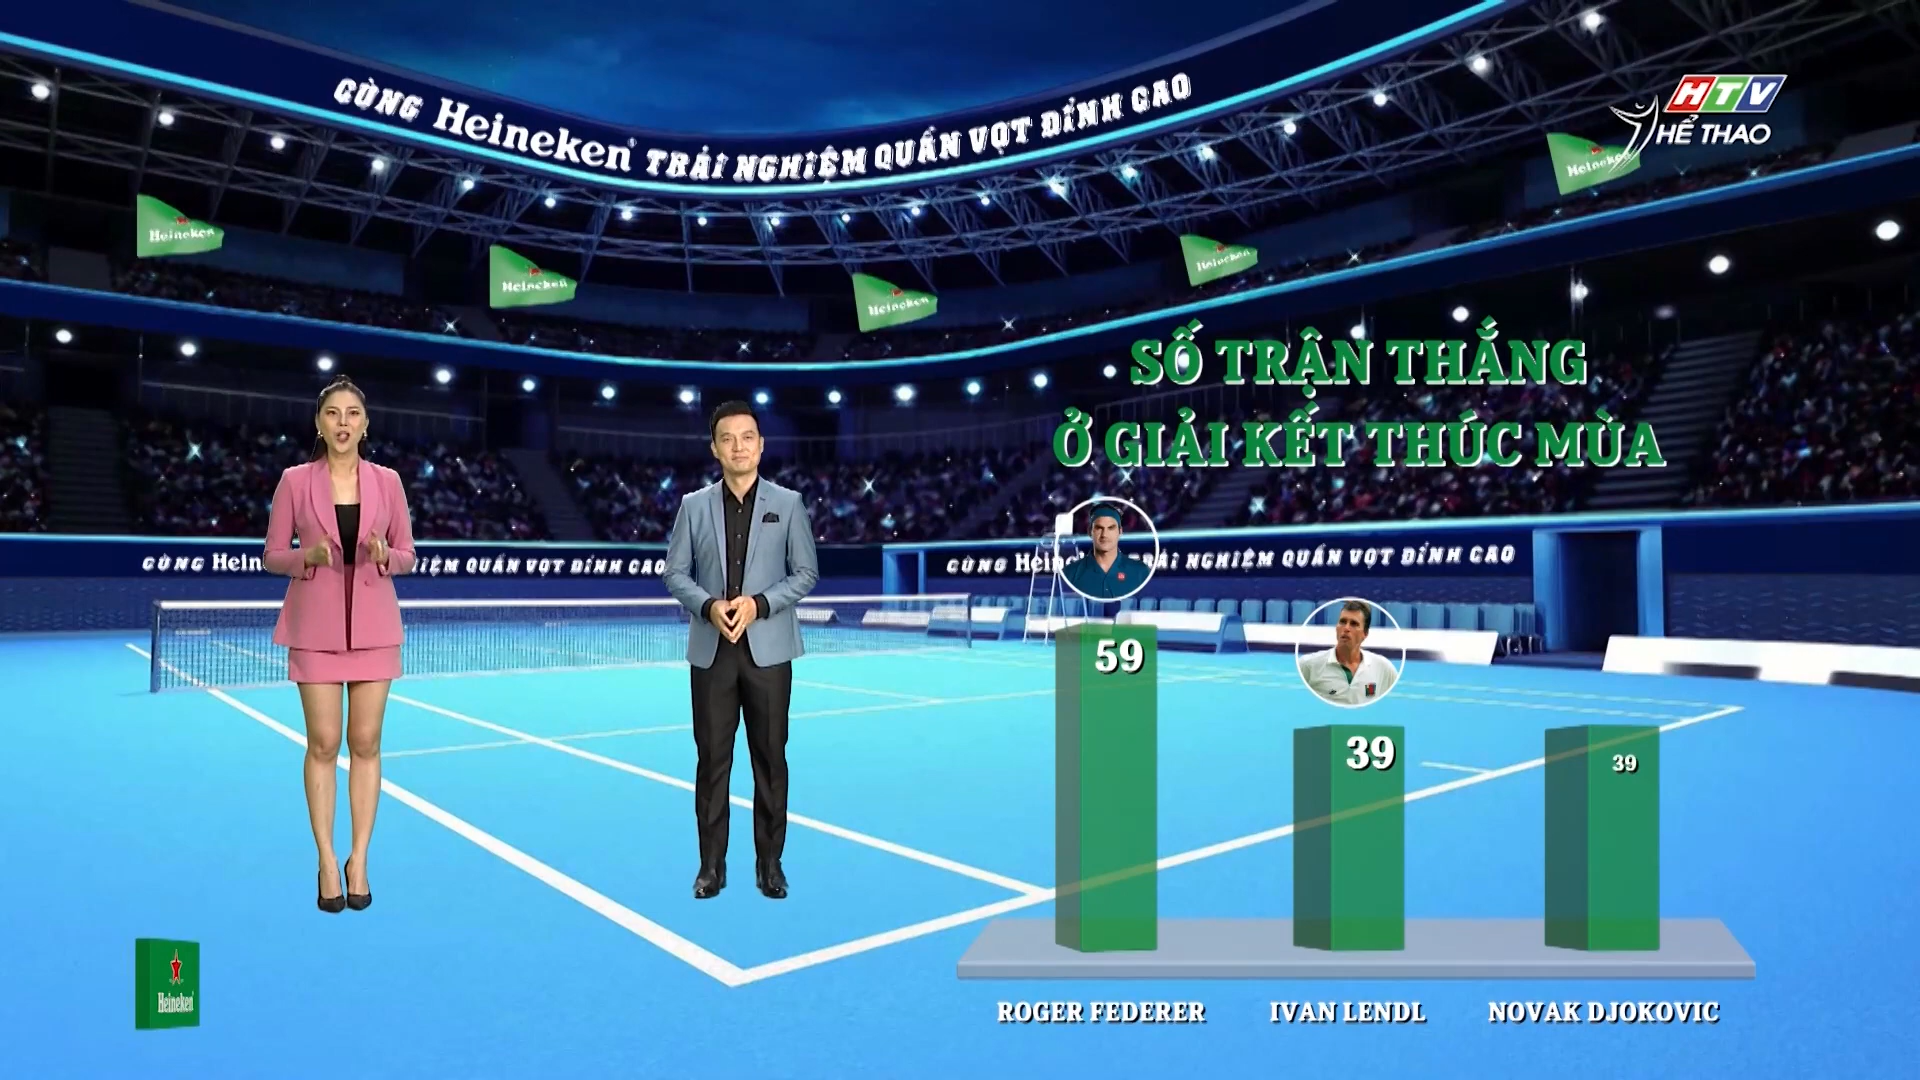 CÙNG Heineken TRẢI NGHIỆM QUẦN VỢT ĐỈNH CAO
HTV
THỂ THAO
Heineken
Heineken
Heineken
Heineken
Heineken
SỐ TRẬN THẮNG
Ở GIẢI KẾT THÚC MÙA
CÙNG Hein
IỆM QUẦN VỢT ĐỈNH CAO
CÙNG Hein
TRẢI NGHIỆM QUẦN VỢT ĐỈNH CAO
59
39
39
Heineken
ROGER FEDERER
IVAN LENDL
NOVAK DJOKOVIC